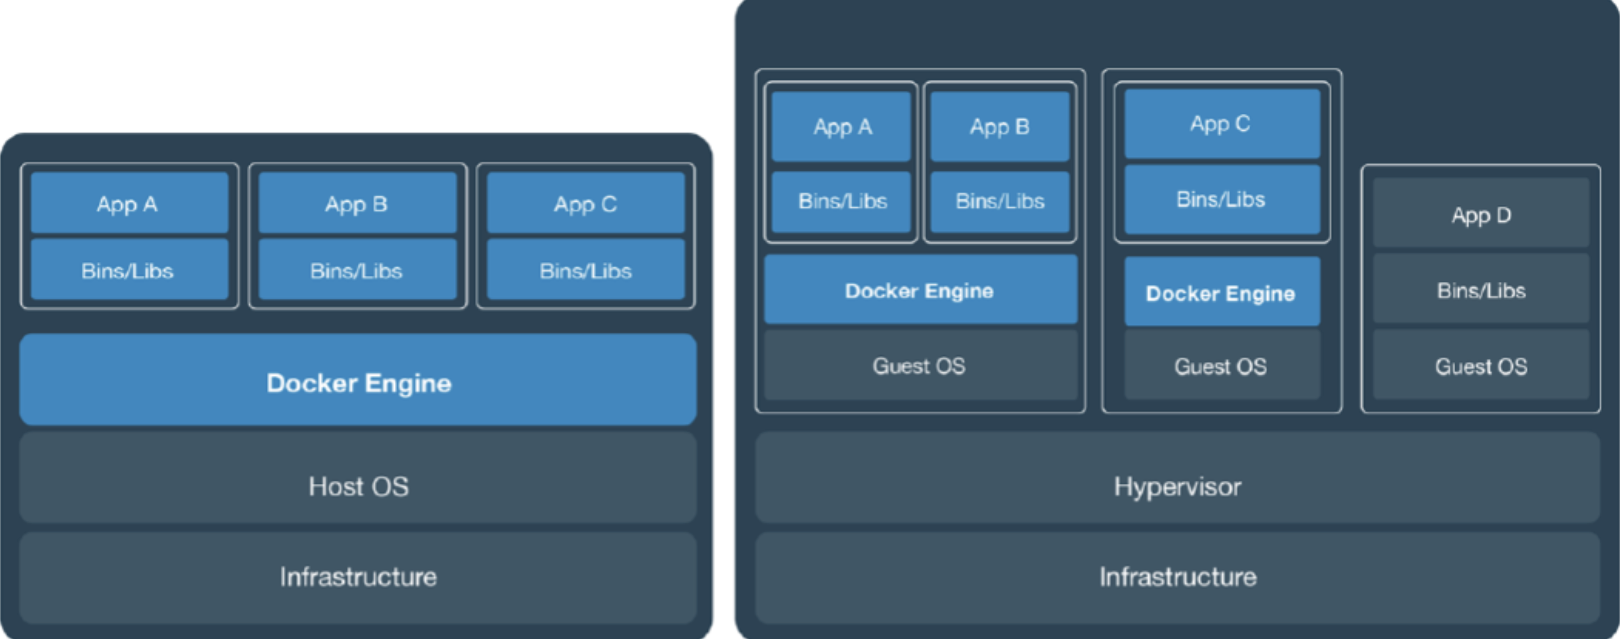 App A
App B
App C
Bins/Libs
Bins/Libs
Bins/Libs
Docker Engine
Host OS
Infrastructure
App A
App B
Bins/Libs
Bins/Libs
Docker Engine
Guest OS
App C
Bins/Libs
Docker Engine
Guest OS
App D
Bins/Libs
Guest OS
Hypervisor
Infrastructure